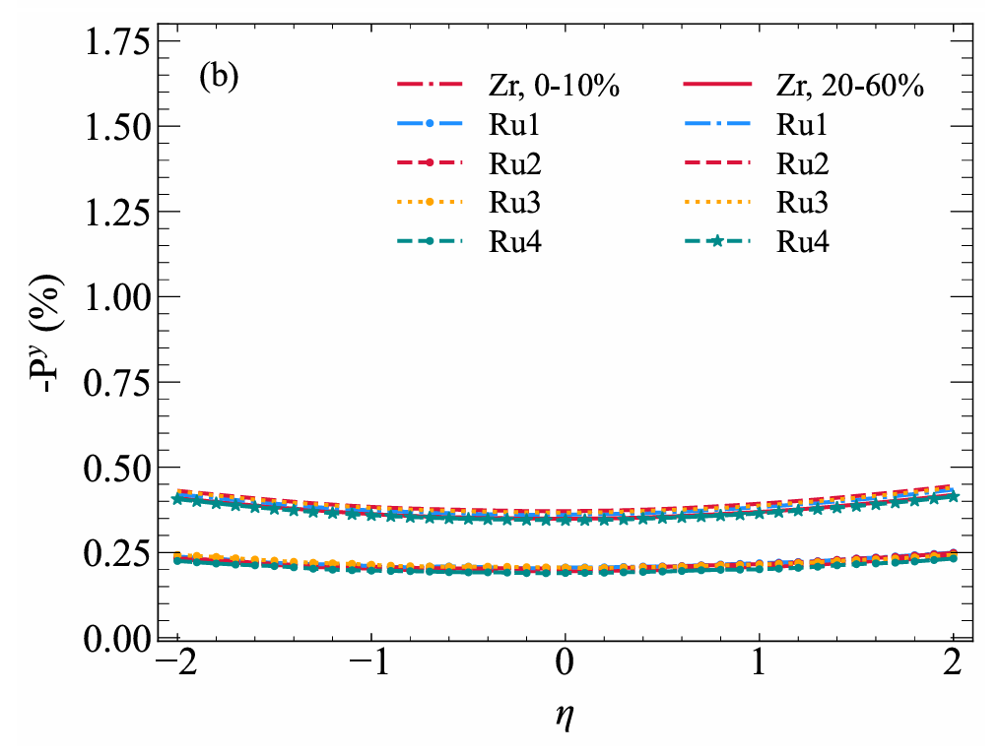 1.75
(b)
Zr, 0-10%
Zr, 20-60%
1.50
Ru1
Ru1
Ru2
Ru2
1.25
Ru3
Ru3
Ru4
Ru4
1.00
-Pʸ (%)
0.75
0.50
0.25
0.00
−2 −1 0 1 2
η